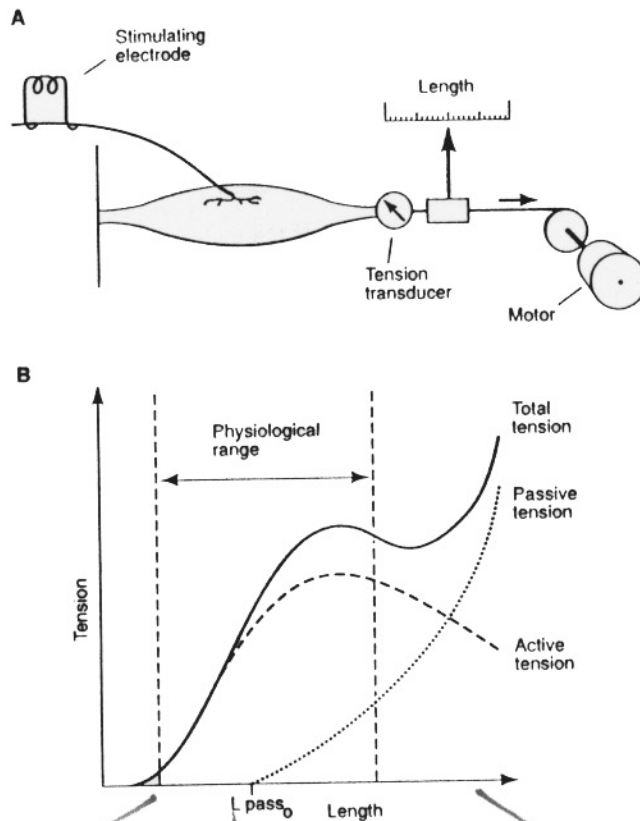 A
Stimulating
electrode
Length
Tension
transducer
Motor
B
Physiological
range
Total
tension
Passive
tension
Active
tension
Tension
L pass₀
Length